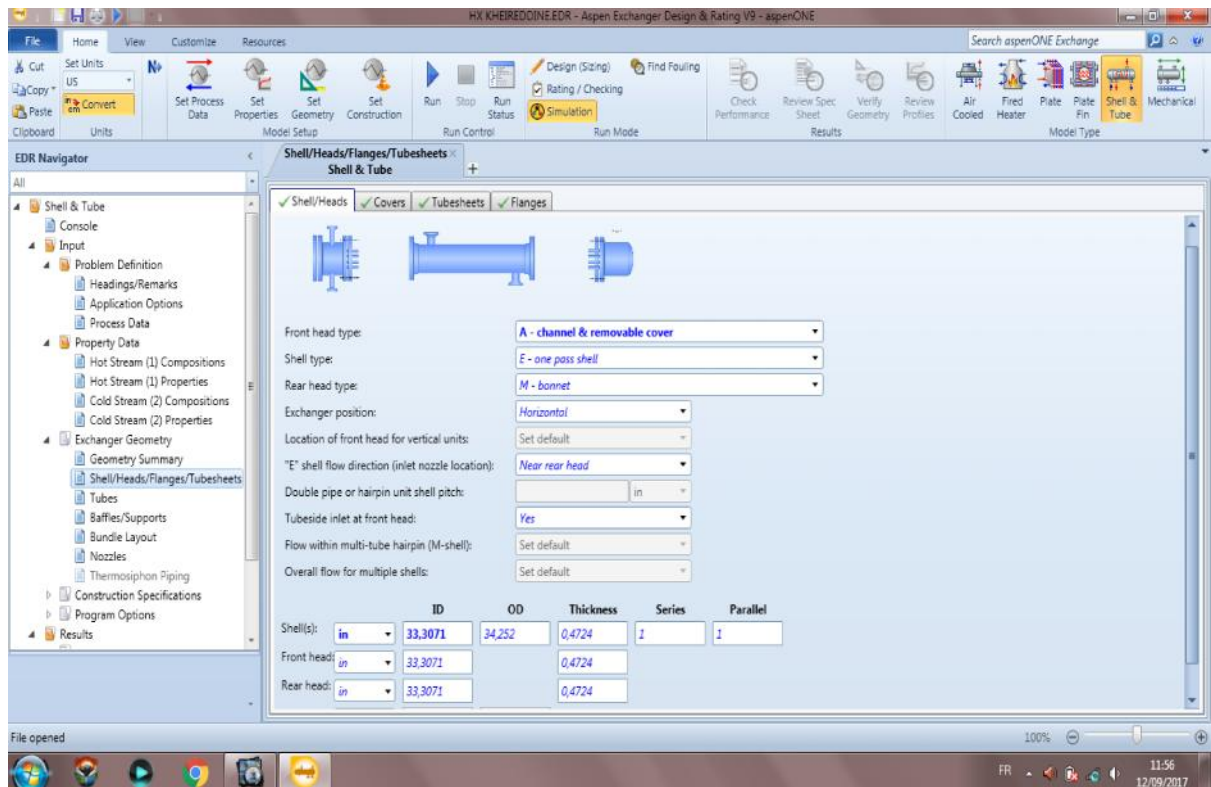 HX KHEIREDDINE.EDR - Aspen Exchanger Design & Rating V9 - aspenONE
File Home View Customize Resources Search aspenONE Exchange
Cut
Copy
Paste
Clipboard
Set Units
US
Convert
Units
Set Process Data
Set Properties
Set Geometry
Set Construction
Model Setup
Run
Stop
Run Status
Run Control
Design (Sizing)
Rating / Checking
Simulation
Find Fouling
Run Mode
Check Performance
Review Spec Sheet
Verify Geometry
Review Profiles
Results
Air Cooled
Fired Heater
Plate
Plate Fin
Shell & Tube
Mechanical
Model Type
EDR Navigator
All
Shell & Tube
Console
Input
Problem Definition
Headings/Remarks
Application Options
Process Data
Property Data
Hot Stream (1) Compositions
Hot Stream (1) Properties
Cold Stream (2) Compositions
Cold Stream (2) Properties
Exchanger Geometry
Geometry Summary
Shell/Heads/Flanges/Tubesheets
Tubes
Baffles/Supports
Bundle Layout
Nozzles
Thermosiphon Piping
Construction Specifications
Program Options
Results
Shell/Heads/Flanges/Tubesheets
Shell & Tube
Shell/Heads Covers Tubesheets Flanges
Front head type: A - channel & removable cover
Shell type: E - one pass shell
Rear head type: M - bonnet
Exchanger position: Horizontal
Location of front head for vertical units: Set default
"E" shell flow direction (inlet nozzle location): Near rear head
Double pipe or hairpin unit shell pitch: in
Tubeside inlet at front head: Yes
Flow within multi-tube hairpin (M-shell): Set default
Overall flow for multiple shells: Set default
ID OD Thickness Series Parallel
Shell(s): in 33,3071 34,252 0,4724 1 1
Front head: in 33,3071 0,4724
Rear head: in 33,3071 0,4724
File opened 100%
FR 11:56
12/09/2017